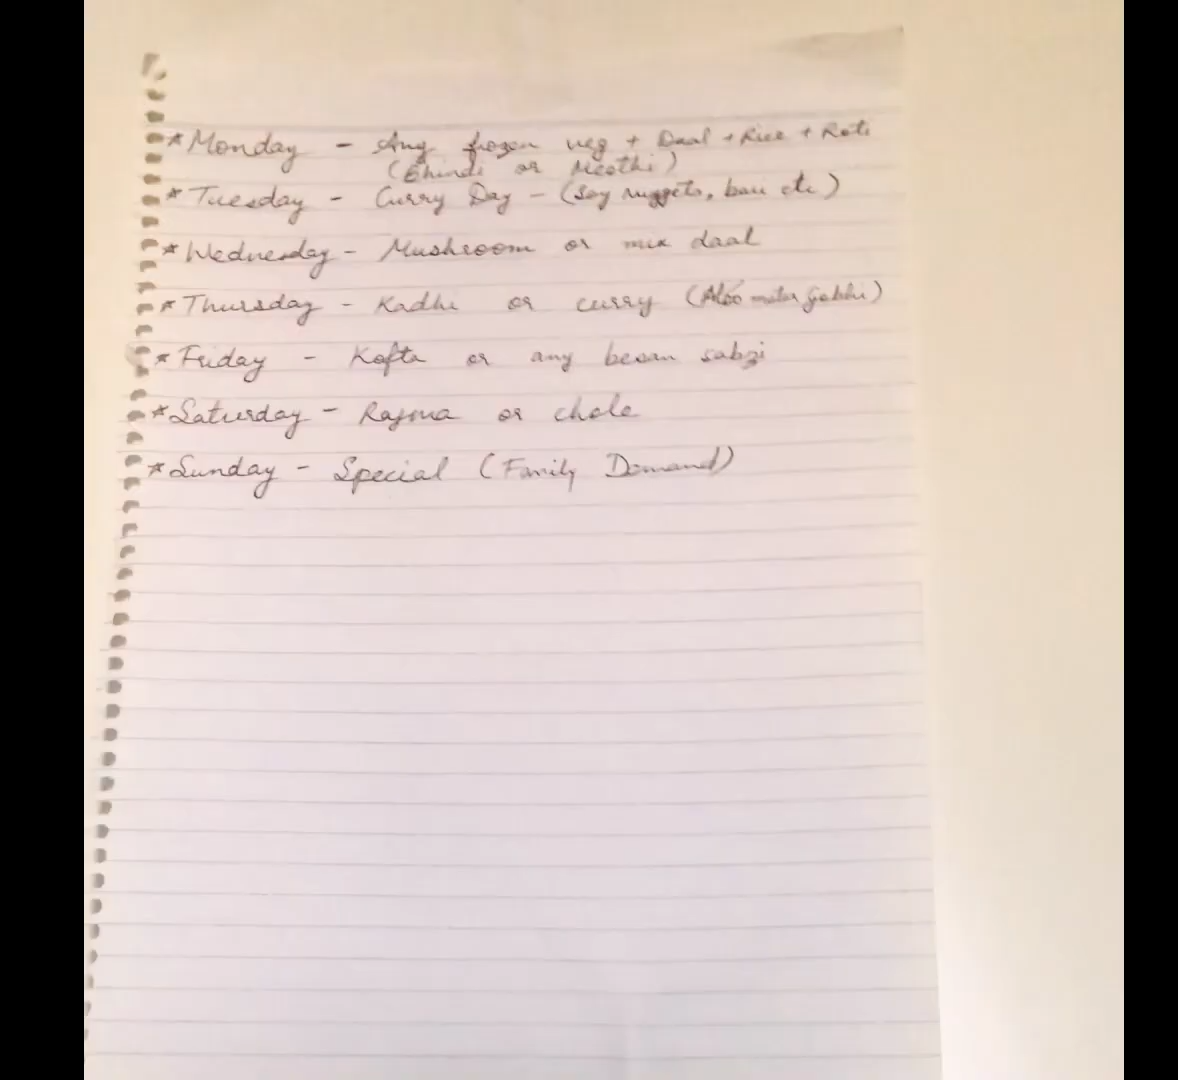 * Monday - Any frozen veg + Daal + Rice + Roti
(Bhindi or Meethi)
* Tuesday - Curry Day - (Soy nuggets, bari etc)
* Wednesday - Mushroom or mix daal
* Thursday - Kadhi or curry (Aloo matar gobhi)
* Friday - Kofta or any besan sabzi
* Saturday - Rajma or chole
* Sunday - Special (Family Demand)